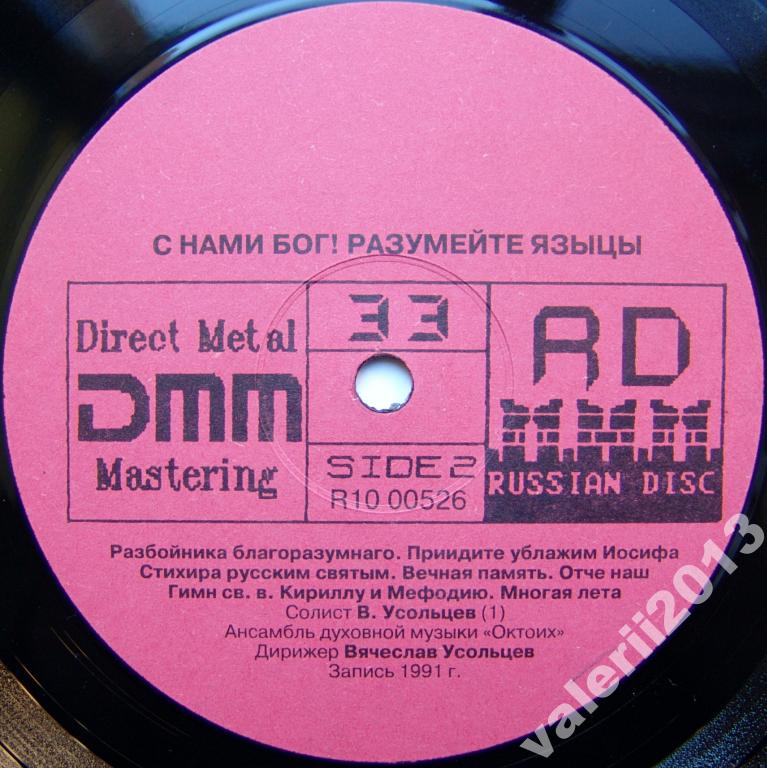 С НАМИ БОГ! РАЗУМЕЙТЕ ЯЗЫЦЫ
Direct Metal
DMM
Mastering
33
SIDE 2
R10 00526
RD
RUSSIAN DISC
Разбойника благоразумнаго. Приидите ублажим Иосифа
Стихира русским святым. Вечная память. Отче наш
Гимн св. в. Кириллу и Мефодию. Многая лета
Солист В. Усольцев (1)
Ансамбль духовной музыки «Октоих»
Дирижер Вячеслав Усольцев
Запись 1991 г.
valerii2013